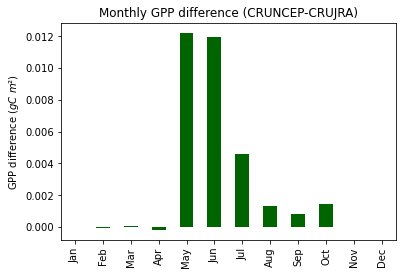 Monthly GPP difference (CRUNCEP-CRUJRA)
GPP difference (gC m²)
0.012
0.010
0.008
0.006
0.004
0.002
0.000
Jan
Feb
Mar
Apr
May
Jun
Jul
Aug
Sep
Oct
Nov
Dec